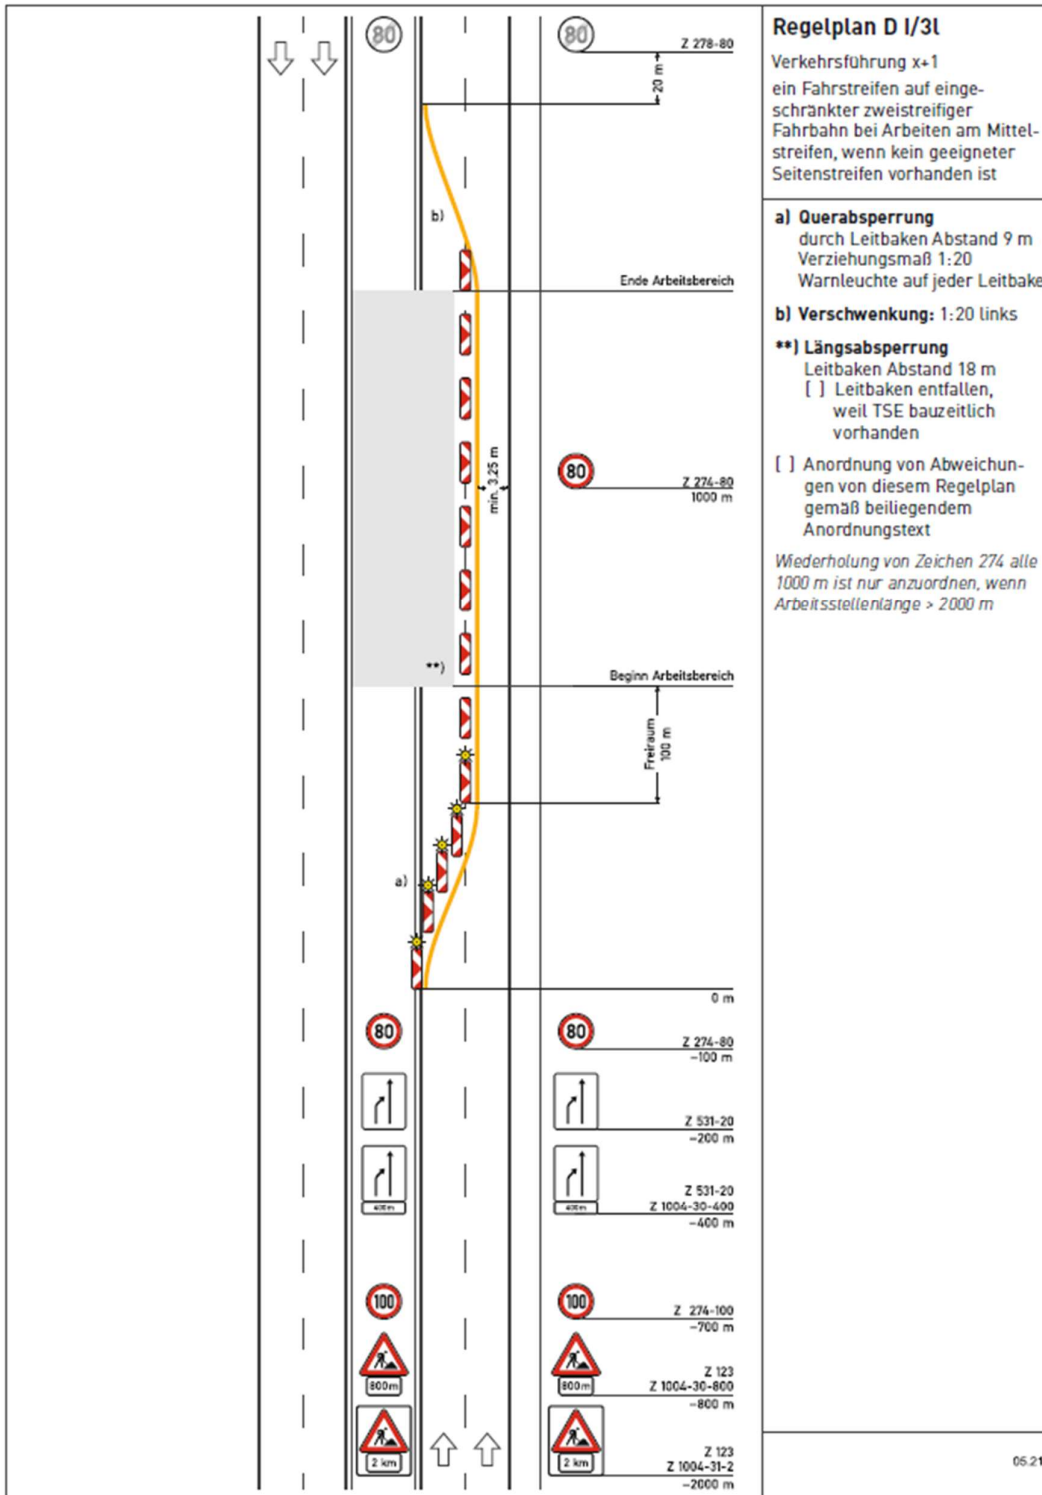 Regelplan D I/3l
Verkehrsführung x+1
ein Fahrstreifen auf einge-
schränkter zweistreifiger
Fahrbahn bei Arbeiten am Mittel-
streifen, wenn kein geeigneter
Seitenstreifen vorhanden ist
a) Querabsperrung
durch Leitbaken Abstand 9 m
Verziehungsmaß 1:20
Warnleuchte auf jeder Leitbake
b) Verschwenkung: 1:20 links
**) Längsabsperrung
Leitbaken Abstand 18 m
[ ] Leitbaken entfallen,
weil TSE bauzeitlich
vorhanden
[ ] Anordnung von Abweichun-
gen von diesem Regelplan
gemäß beiliegendem
Anordnungstext
Wiederholung von Zeichen 274 alle
1000 m ist nur anzuordnen, wenn
Arbeitsstellenlänge > 2000 m
05.21
80
80
Z 278-80
20 m
b)
Ende Arbeitsbereich
min. 3,25 m
80
Z 274-80
1000 m
**)
Beginn Arbeitsbereich
Freiraum
100 m
a)
0 m
80
80
Z 274-80
–100 m
Z 531-20
–200 m
400m
400m
Z 531-20
Z 1004-30-400
–400 m
100
100
Z 274-100
–700 m
800m
800m
Z 123
Z 1004-30-800
–800 m
2 km
2 km
Z 123
Z 1004-31-2
–2000 m